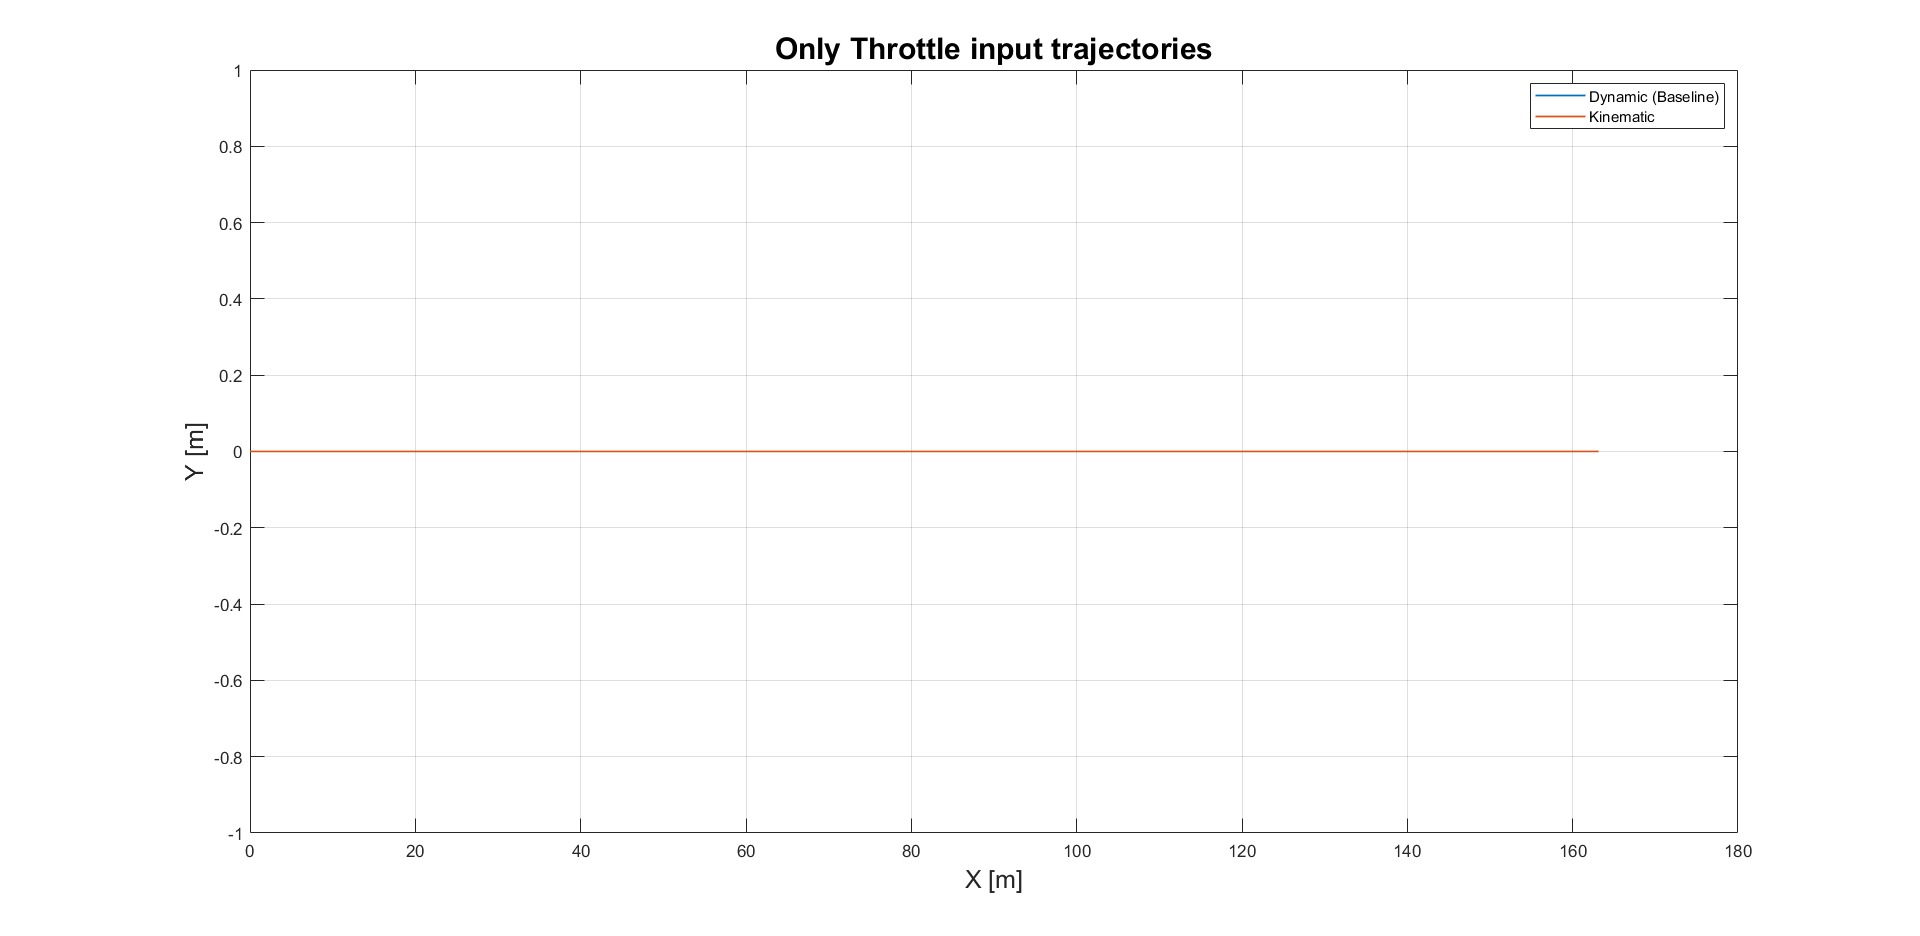 Only Throttle input trajectories
Dynamic (Baseline)
Kinematic
1
0.8
0.6
0.4
0.2
0
-0.2
-0.4
-0.6
-0.8
-1
Y [m]
0 20 40 60 80 100 120 140 160 180
X [m]